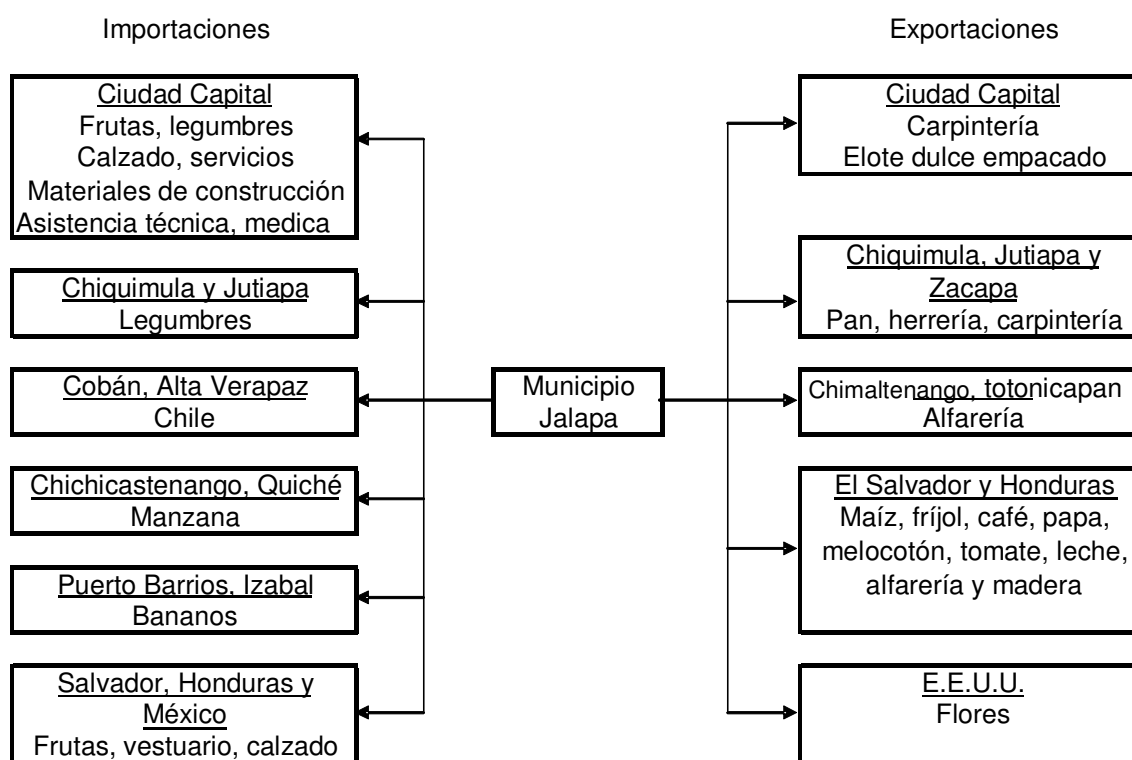 Importaciones
Exportaciones
Ciudad Capital
Frutas, legumbres
Calzado, servicios
Materiales de construcción
Asistencia técnica, medica
Chiquimula y Jutiapa
Legumbres
Cobán, Alta Verapaz
Chile
Chichicastenango, Quiché
Manzana
Puerto Barrios, Izabal
Bananos
Salvador, Honduras y
México
Frutas, vestuario, calzado
Municipio
Jalapa
Ciudad Capital
Carpintería
Elote dulce empacado
Chiquimula, Jutiapa y
Zacapa
Pan, herrería, carpintería
Chimaltenango, totonicapan
Alfarería
El Salvador y Honduras
Maíz, fríjol, café, papa,
melocotón, tomate, leche,
alfarería y madera
E.E.U.U.
Flores